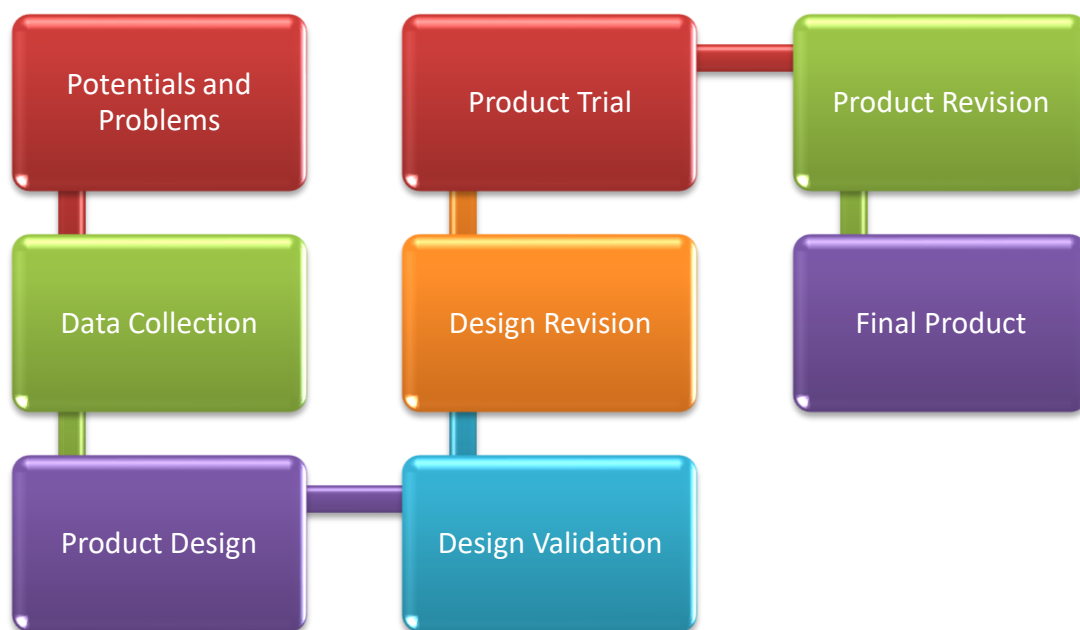 Potentials and
Problems
Data Collection
Product Design
Design Validation
Design Revision
Product Trial
Product Revision
Final Product